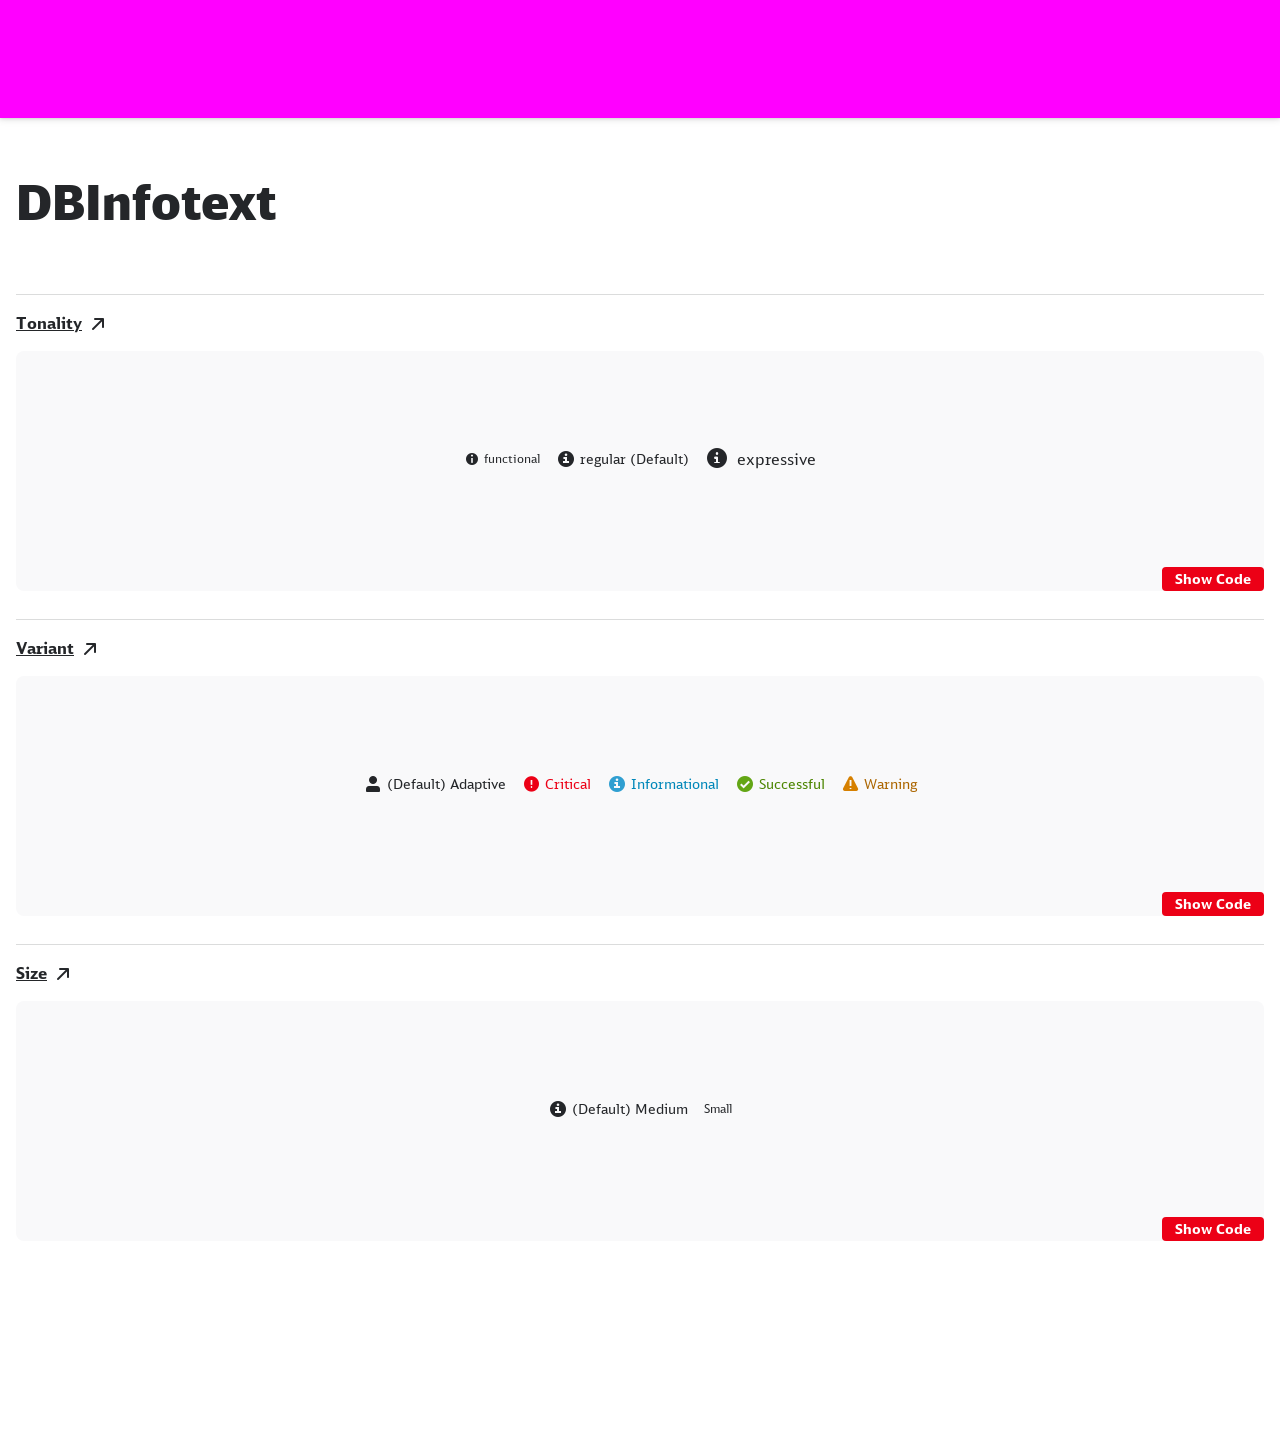 DBInfotext
Tonality
functional regular (Default) expressive
Show Code
Variant
(Default) Adaptive Critical Informational Successful Warning
Show Code
Size
(Default) Medium Small
Show Code